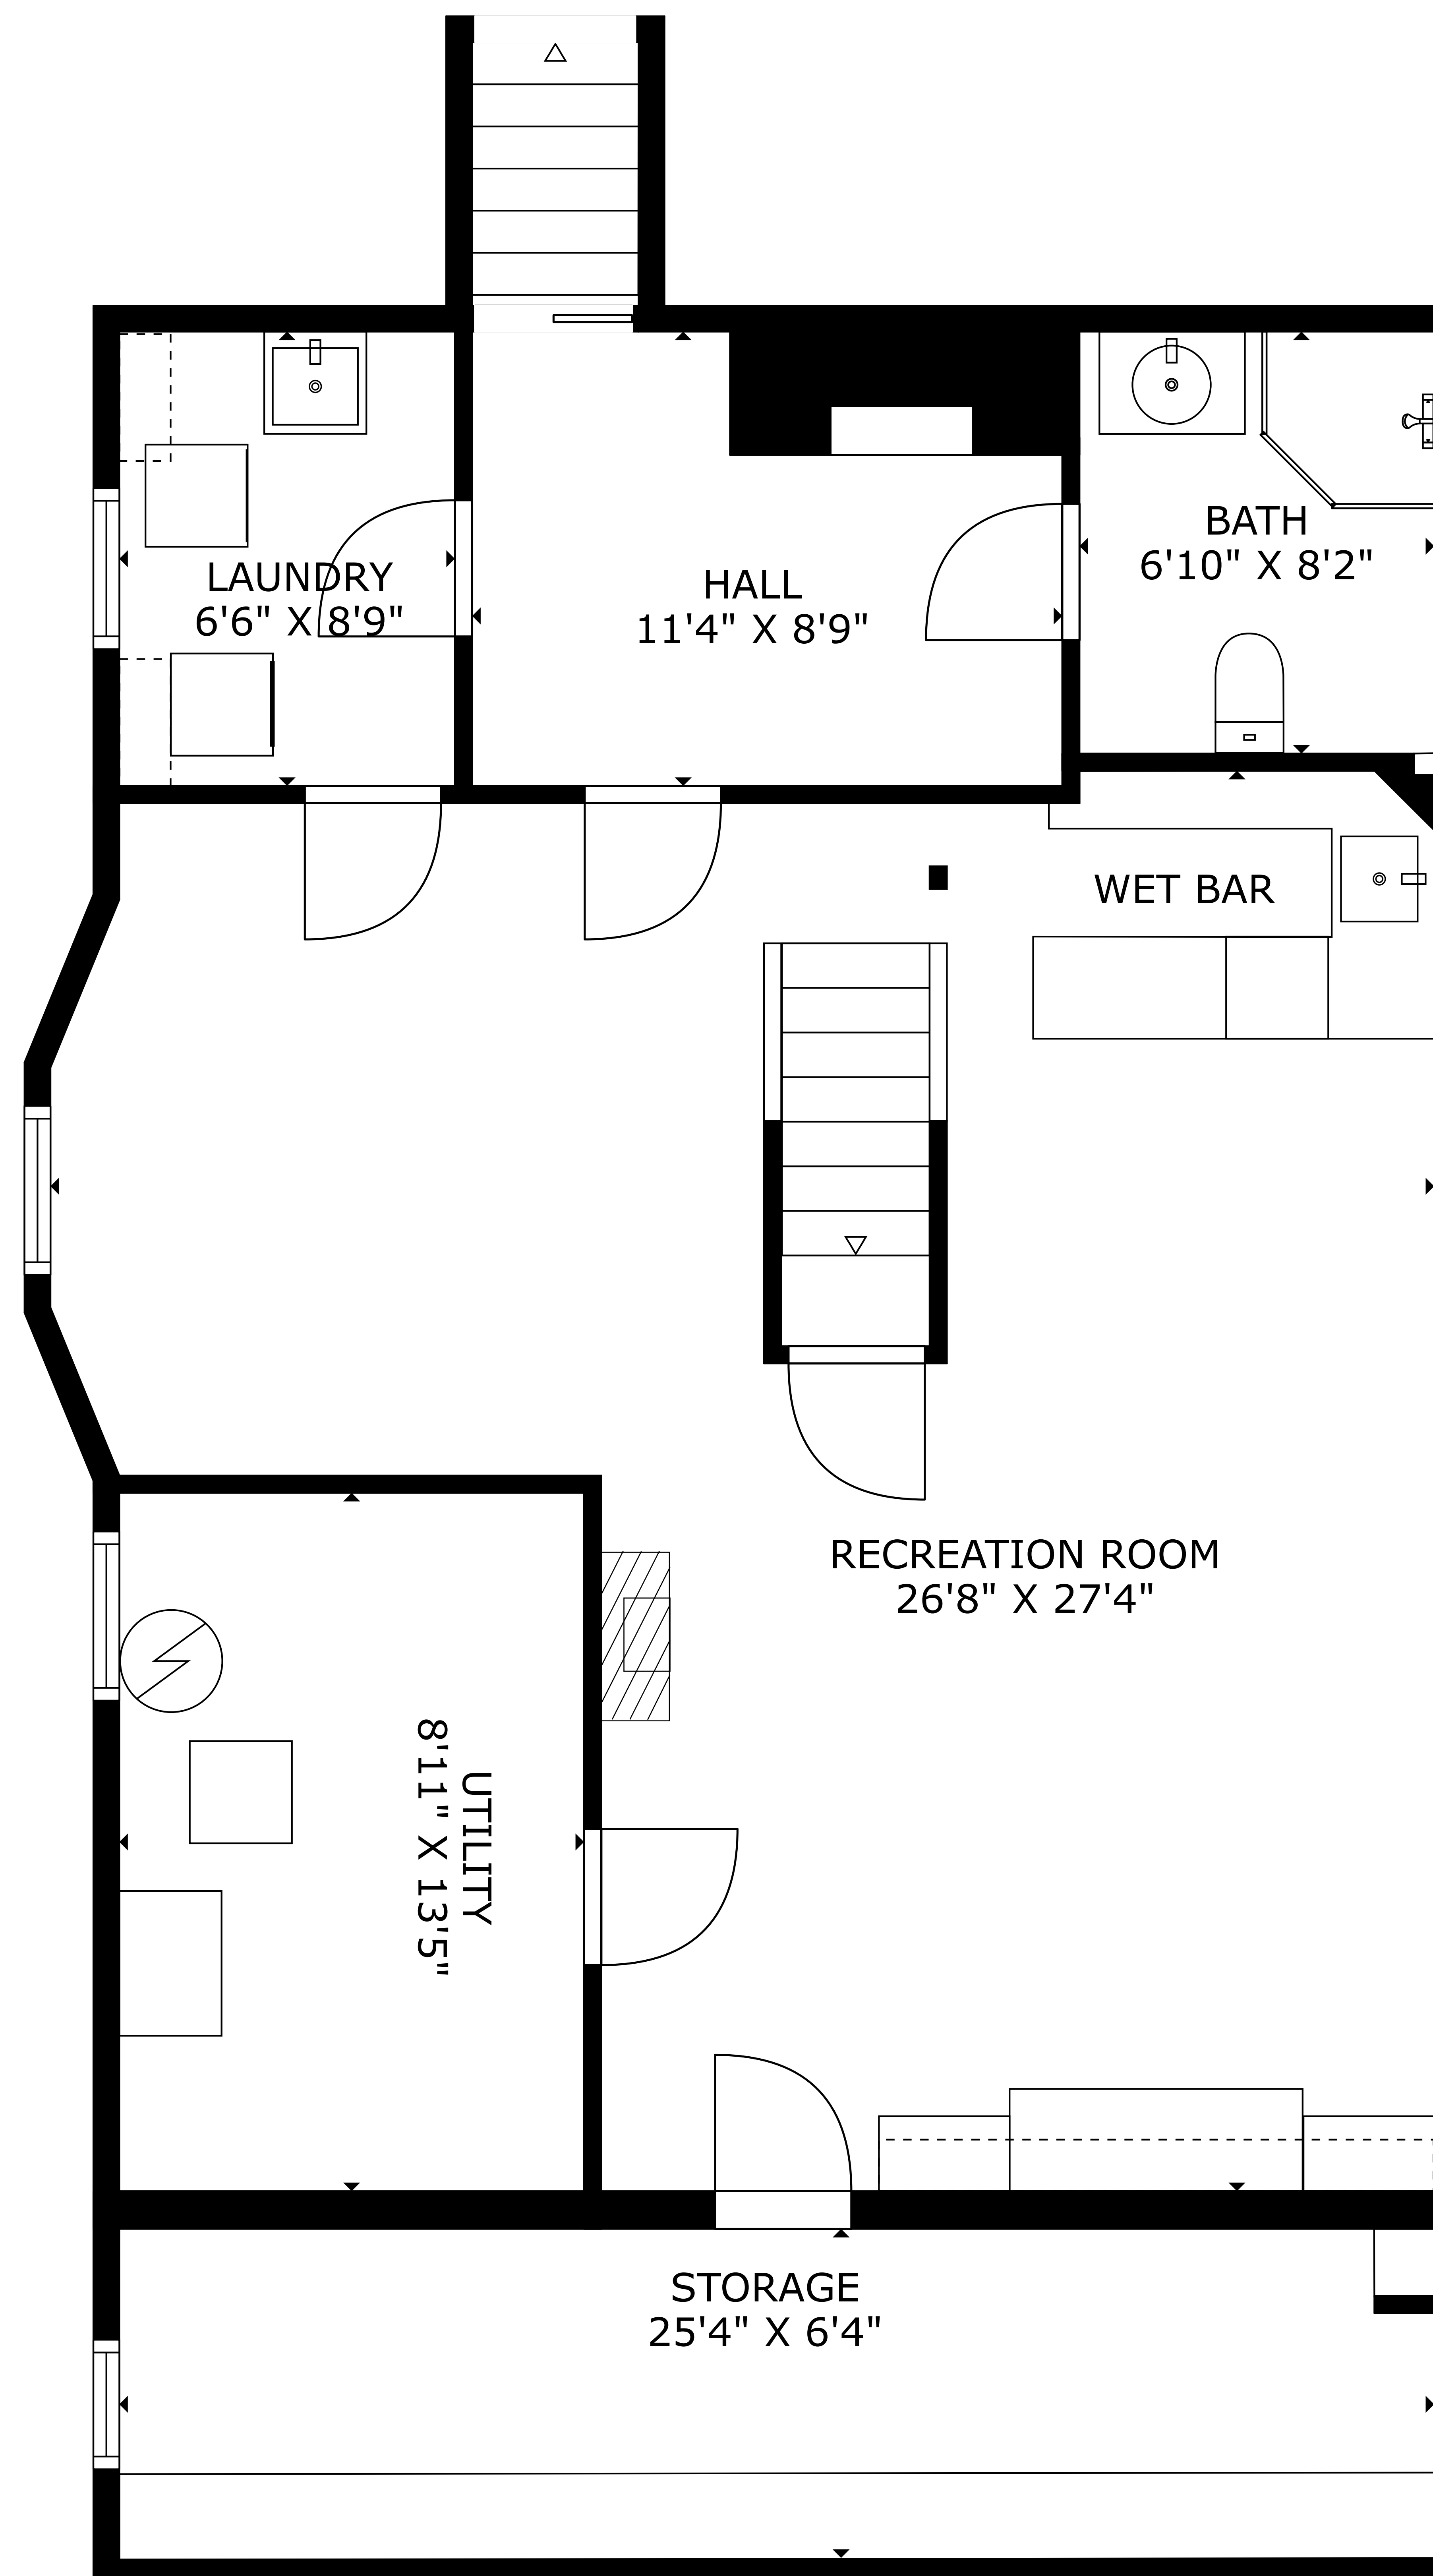 BATH
6'10" X 8'2"
LAUNDRY
6'6" X 8'9"
HALL
11'4" X 8'9"
WET BAR
RECREATION ROOM
26'8" X 27'4"
UTILITY
8'11" X 13'5"
STORAGE
25'4" X 6'4"